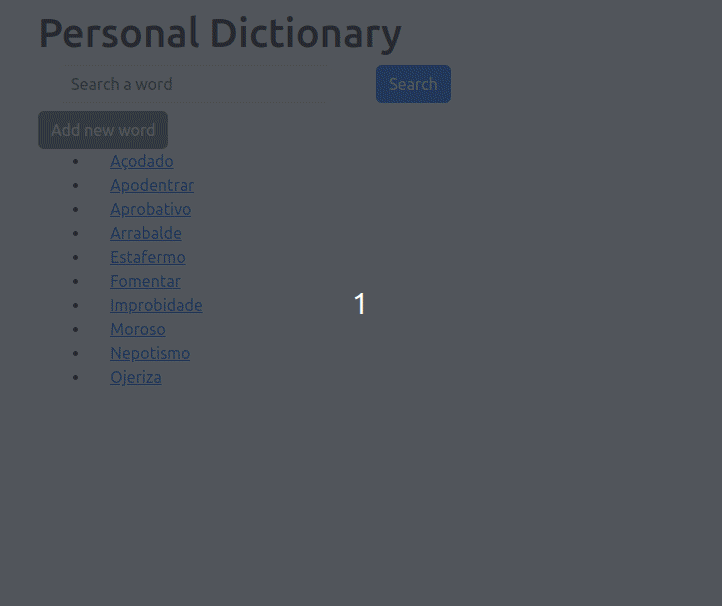 Personal Dictionary
Search a word
Search
Add new word
Açodado
Apodentrar
Aprobativo
Arrabalde
Estafermo
Fomentar
Improbidade
1
Moroso
Nepotismo
Ojeriza